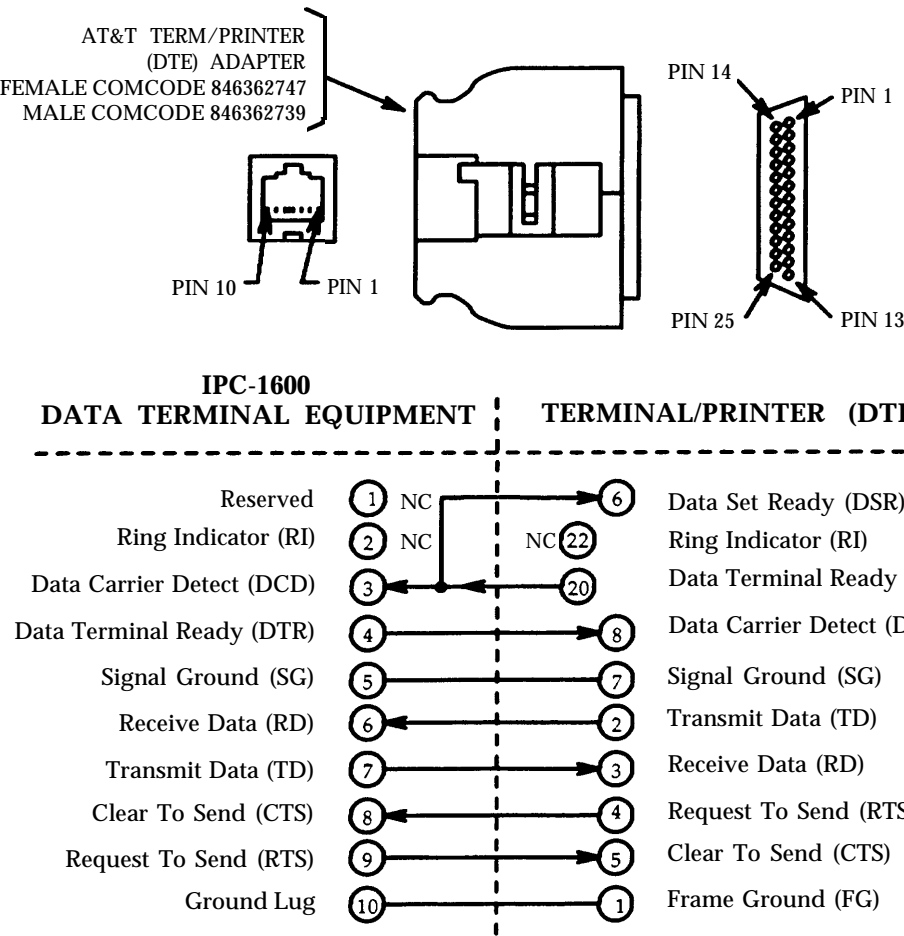 AT&T TERM/PRINTER
(DTE) ADAPTER
FEMALE COMCODE 846362747
MALE COMCODE 846362739
PIN 14
PIN 1
PIN 10
PIN 1
PIN 25
PIN 13
IPC-1600
DATA TERMINAL EQUIPMENT
TERMINAL/PRINTER (DTE
Reserved 1 NC 6 Data Set Ready (DSR)
Ring Indicator (RI) 2 NC NC 22 Ring Indicator (RI)
Data Carrier Detect (DCD) 3 20 Data Terminal Ready
Data Terminal Ready (DTR) 4 8 Data Carrier Detect (D
Signal Ground (SG) 5 7 Signal Ground (SG)
Receive Data (RD) 6 2 Transmit Data (TD)
Transmit Data (TD) 7 3 Receive Data (RD)
Clear To Send (CTS) 8 4 Request To Send (RTS
Request To Send (RTS) 9 5 Clear To Send (CTS)
Ground Lug 10 1 Frame Ground (FG)